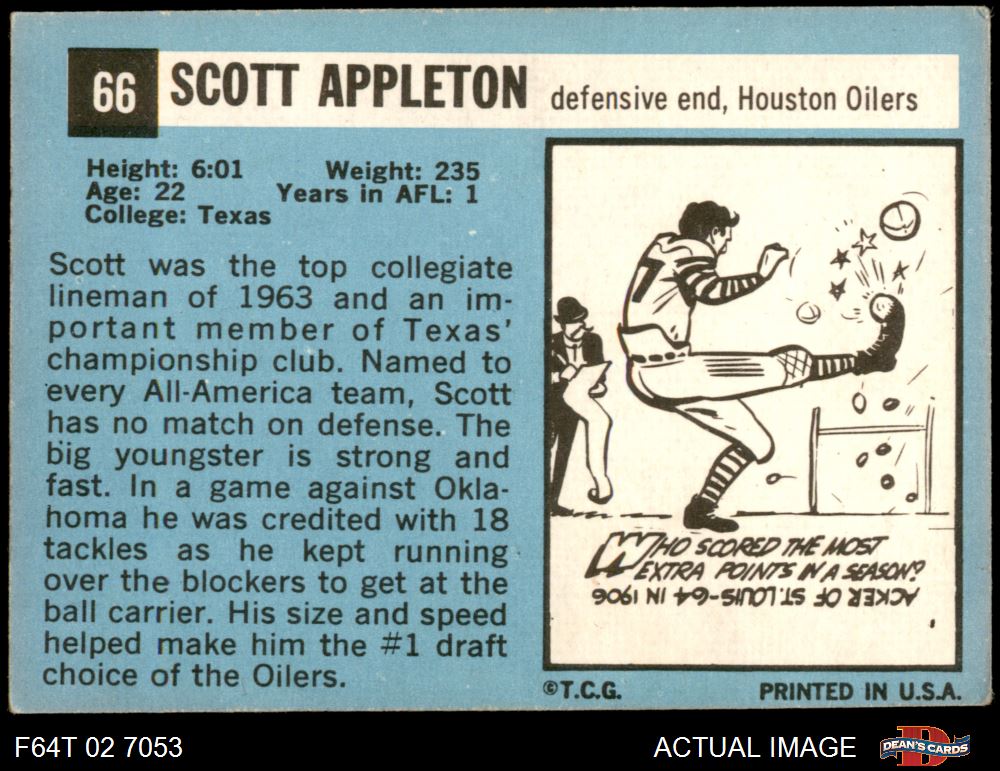 66 SCOTT APPLETON defensive end, Houston Oilers
Height: 6:01 Weight: 235
Age: 22 Years in AFL: 1
College: Texas
Scott was the top collegiate
lineman of 1963 and an im-
portant member of Texas'
championship club. Named to
every All-America team, Scott
has no match on defense. The
big youngster is strong and
fast. In a game against Okla-
homa he was credited with 18
tackles as he kept running
over the blockers to get at the
ball carrier. His size and speed
helped make him the #1 draft
choice of the Oilers.
7
WHO SCORED THE MOST
EXTRA POINTS IN A SEASON?
ACKER OF ST. LOUIS-64 IN 1906
©T.C.G. PRINTED IN U.S.A.
F64T 02 7053 ACTUAL IMAGE DEAN'S CARDS